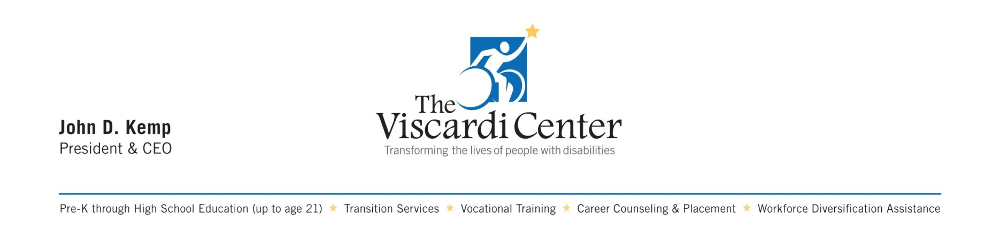 The
Viscardi Center
Transforming the lives of people with disabilities
John D. Kemp
President & CEO
Pre-K through High School Education (up to age 21) ★ Transition Services ★ Vocational Training ★ Career Counseling & Placement ★ Workforce Diversification Assistance